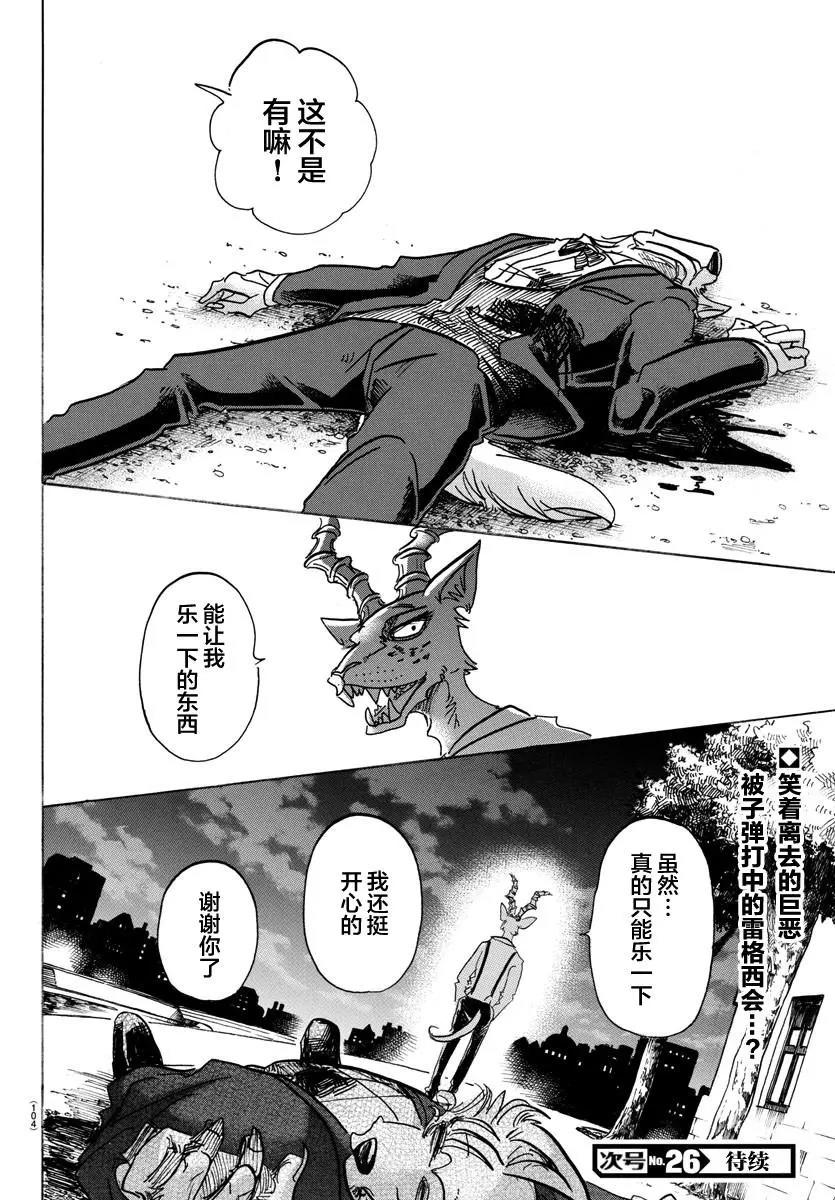 这不是
有嘛！
能让我
乐一下的东西
虽然…
真的只能乐一下
我还挺
开心的
谢谢
你了
◆笑着离去的巨恶
被子弹打中的雷格西会…？
次号No.26 待续
(104)